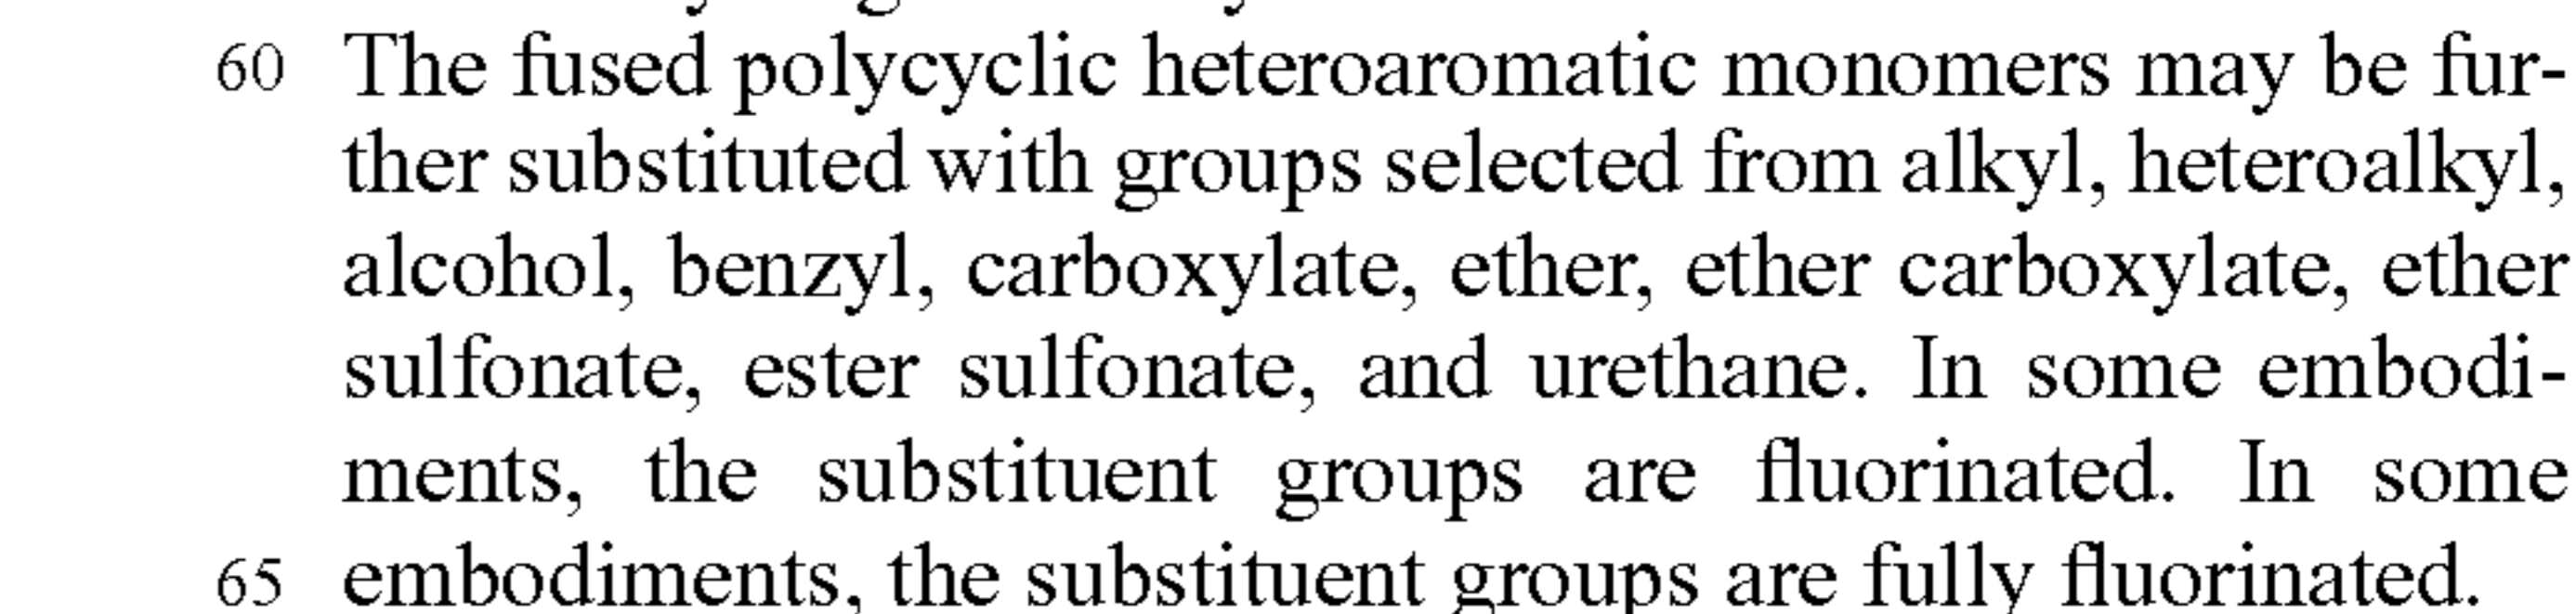 60 The fused polycyclic heteroaromatic monomers may be fur-
ther substituted with groups selected from alkyl, heteroalkyl,
alcohol, benzyl, carboxylate, ether, ether carboxylate, ether
sulfonate, ester sulfonate, and urethane. In some embodi-
ments, the substituent groups are fluorinated. In some
65 embodiments, the substituent groups are fully fluorinated.